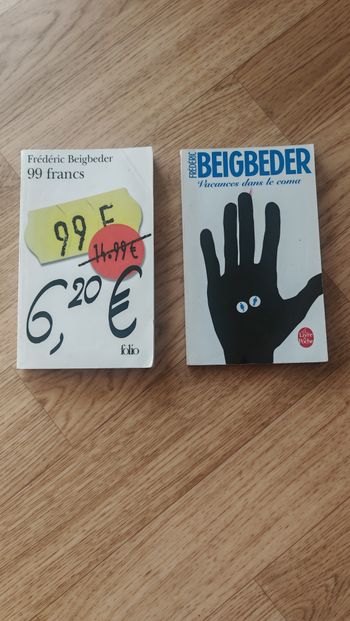 Frédéric Beigbeder
99 francs
99 F
14.99 €
6,20 €
folio
FRÉDÉRIC
BEIGBEDER
Vacances dans le coma
Le Livre
de Poche